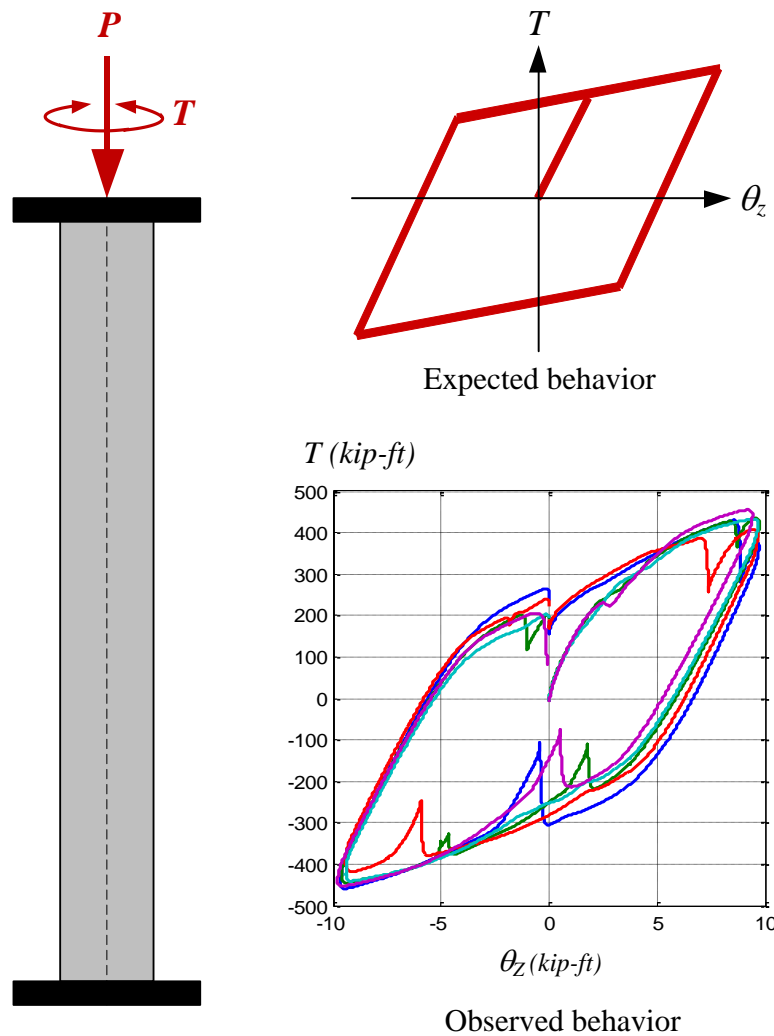 P
T
T
θz
Expected behavior
T (kip-ft)
500
400
300
200
100
0
-100
-200
-300
-400
-500
-10
-5
0
5
10
θZ (kip-ft)
Observed behavior